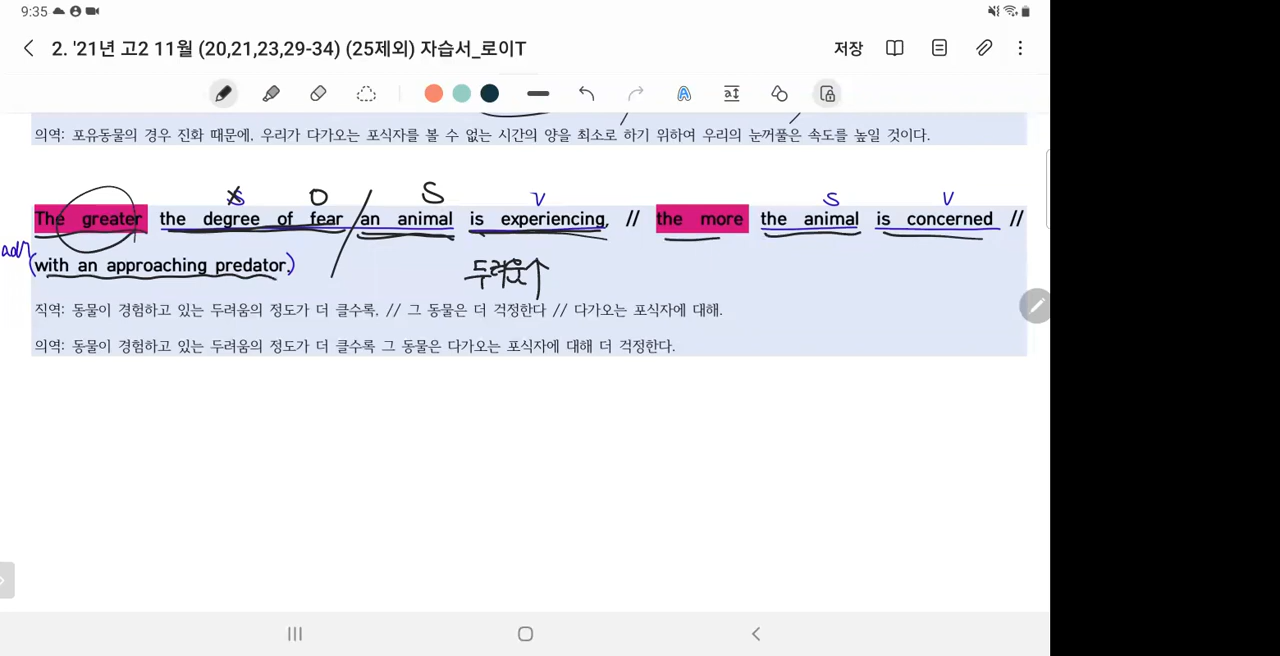 9:35
2. '21년 고2 11월 (20,21,23,29-34) (25제외) 자습서_로이T 저장
의역: 포유동물의 경우 진화 때문에, 우리가 다가오는 포식자를 볼 수 없는 시간의 양을 최소로 하기 위하여 우리의 눈꺼풀은 속도를 높일 것이다.
S O S V S V
The greater the degree of fear an animal is experiencing, // the more the animal is concerned //
(with an approaching predator.)
두려움↑
직역: 동물이 경험하고 있는 두려움의 정도가 더 클수록, // 그 동물은 더 걱정한다 // 다가오는 포식자에 대해.
의역: 동물이 경험하고 있는 두려움의 정도가 더 클수록 그 동물은 다가오는 포식자에 대해 더 걱정한다.